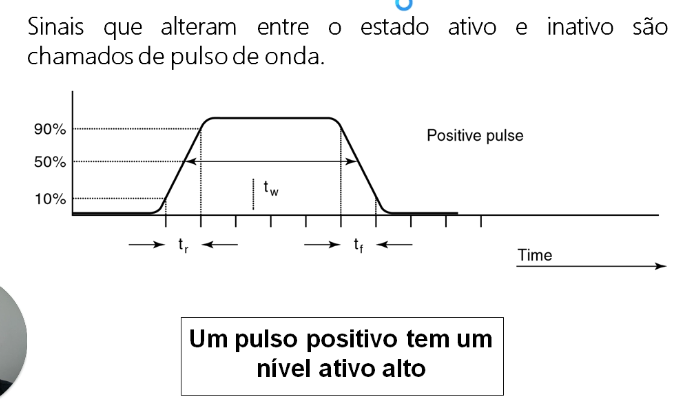 Sinais que alteram entre o estado ativo e inativo são
chamados de pulso de onda.
90%
Positive pulse
50%
tw
10%
tr
tf
Time
Um pulso positivo tem um
nível ativo alto